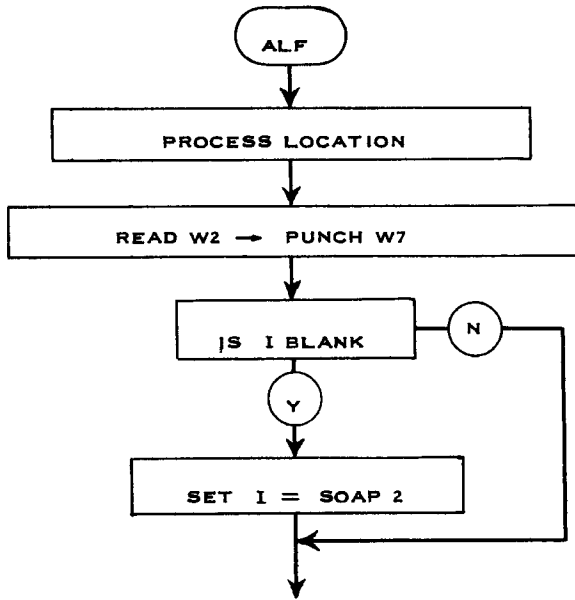 ALF
PROCESS LOCATION
READ W2 → PUNCH W7
IS I BLANK
N
Y
SET I = SOAP 2